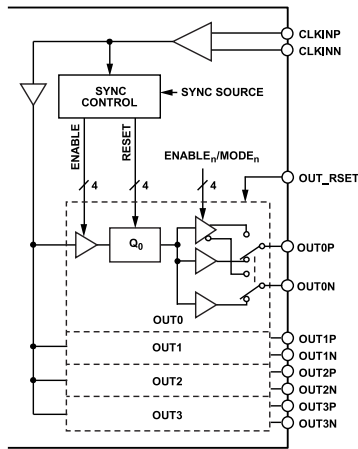 CLKINP
CLKINN
SYNC
CONTROL
SYNC SOURCE
ENABLE
RESET
ENABLEn/MODEn
4
4
4
OUT_RSET
Q0
OUT0P
OUT0N
OUT0
OUT1
OUT1P
OUT1N
OUT2
OUT2P
OUT2N
OUT3
OUT3P
OUT3N